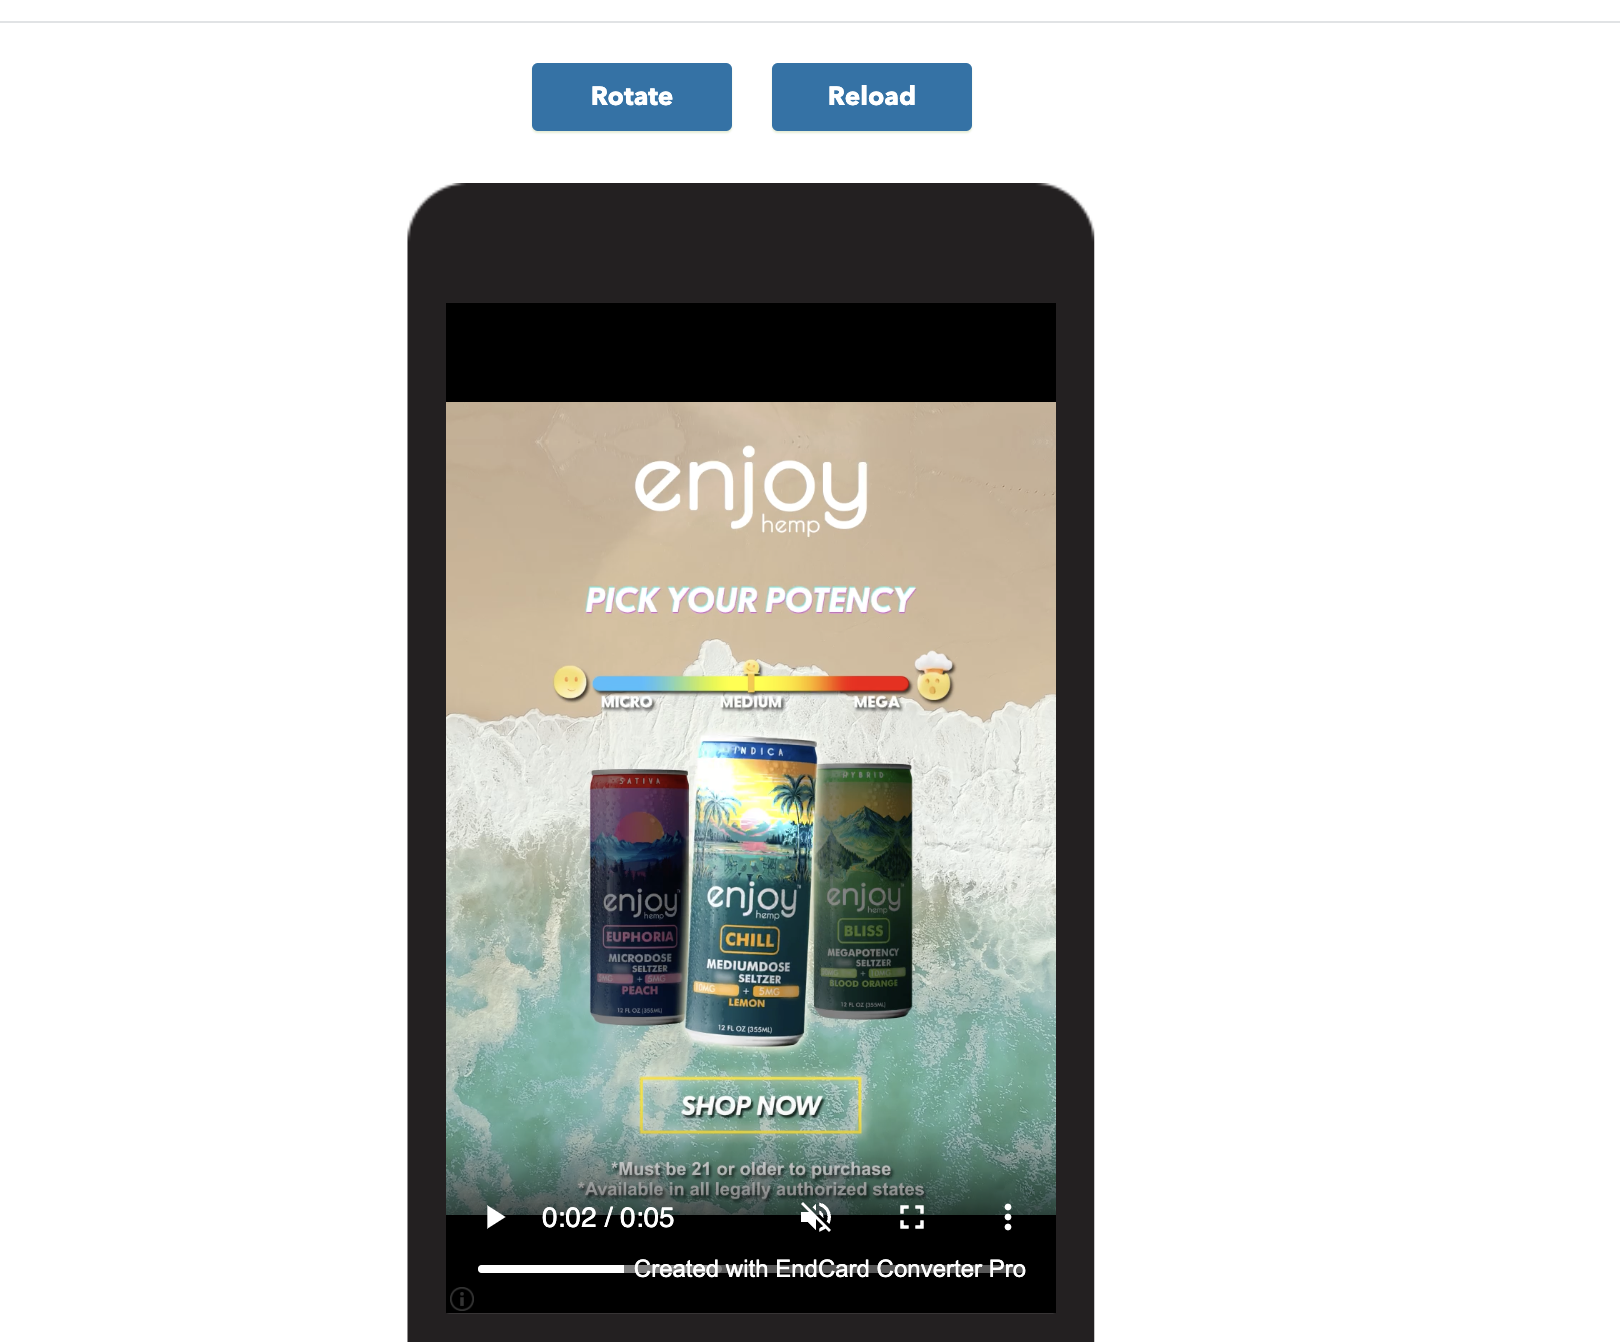 Rotate
Reload
enjoy
hemp
PICK YOUR POTENCY
MICRO
MEDIUM
MEGA
SATIVA
enjoy
hemp
EUPHORIA
MICRODOSE
SELTZER
5MG + 5MG
PEACH
12 FL OZ (355ML)
INDICA
enjoy™
hemp
CHILL
MEDIUMDOSE
SELTZER
10MG + 5MG
LEMON
12 FL OZ (355ML)
HYBRID
enjoy
hemp
BLISS
MEGAPOTENCY
SELTZER
+
BLOOD ORANGE
12 FL OZ (355ML)
SHOP NOW
*Must be 21 or older to purchase
*Available in all legally authorized states
0:02 / 0:05
Created with EndCard Converter Pro